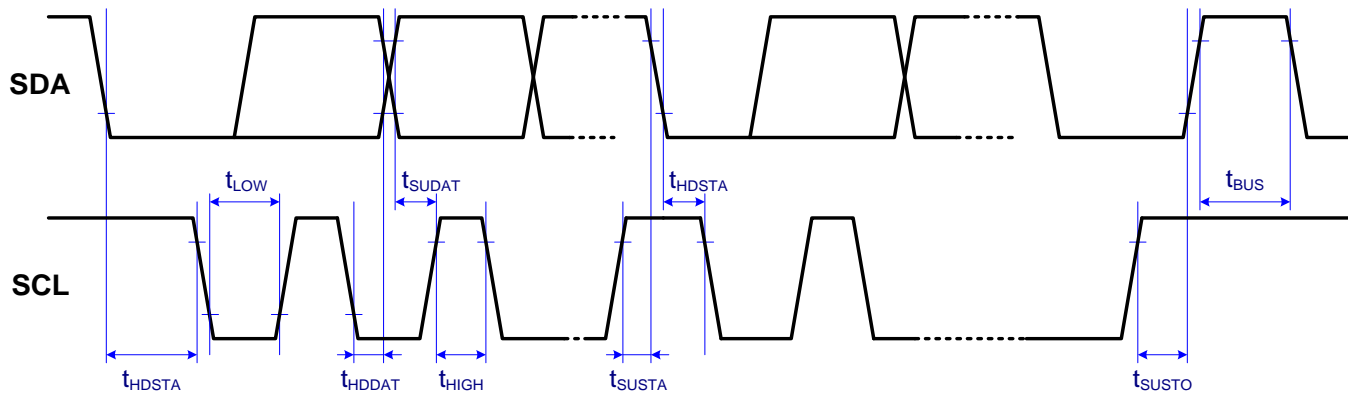 SDA
tLOW
tSUDAT
tHDSTA
tBUS
SCL
tHDSTA
tHDDAT
tHIGH
tSUSTA
tSUSTO